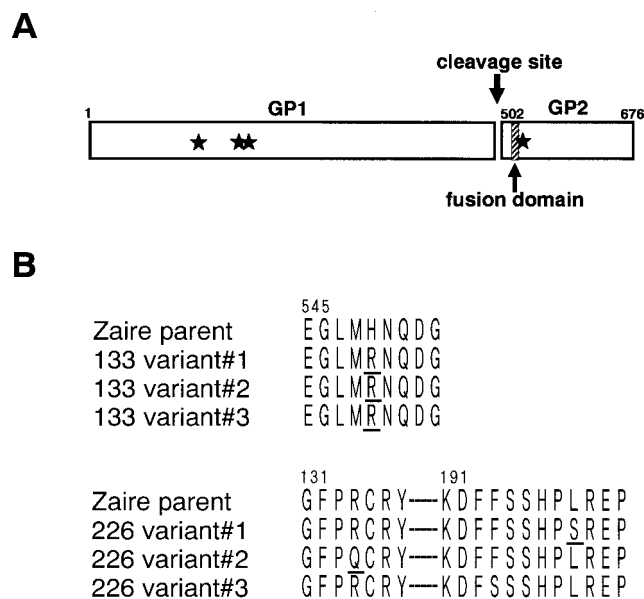 A
cleavage site
1 GP1 502 GP2 676
fusion domain
B
545
Zaire parent EGLMHNQDG
133 variant#1 EGLMRNQDG
133 variant#2 EGLMRNQDG
133 variant#3 EGLMRNQDG
131 191
Zaire parent GFPRCRY----KDFFSSHPLREP
226 variant#1 GFPRCRY----KDFFSSHPSREP
226 variant#2 GFPQCRY----KDFFSSHPLREP
226 variant#3 GFPRCRY----KDFFSSHPLREP